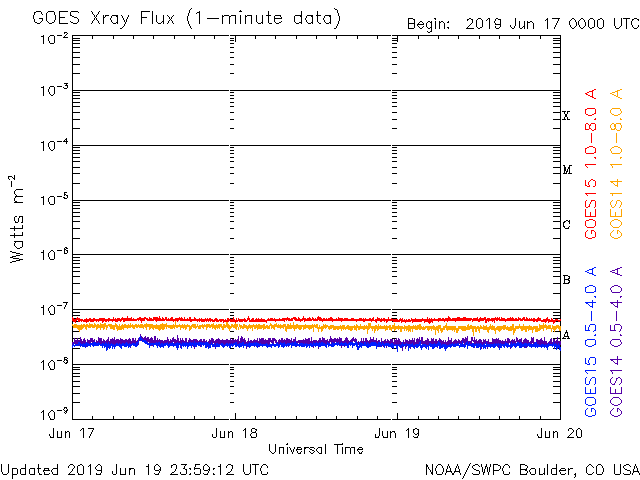 GOES Xray Flux (1-minute data)
Begin: 2019 Jun 17 0000 UTC
Watts m⁻²
10⁻²
10⁻³
10⁻⁴
10⁻⁵
10⁻⁶
10⁻⁷
10⁻⁸
10⁻⁹
X
M
C
B
A
GOES15 1.0-8.0 A
GOES14 1.0-8.0 A
GOES15 0.5-4.0 A
GOES14 0.5-4.0 A
Jun 17 Jun 18 Jun 19 Jun 20
Universal Time
Updated 2019 Jun 19 23:59:12 UTC
NOAA/SWPC Boulder, CO USA